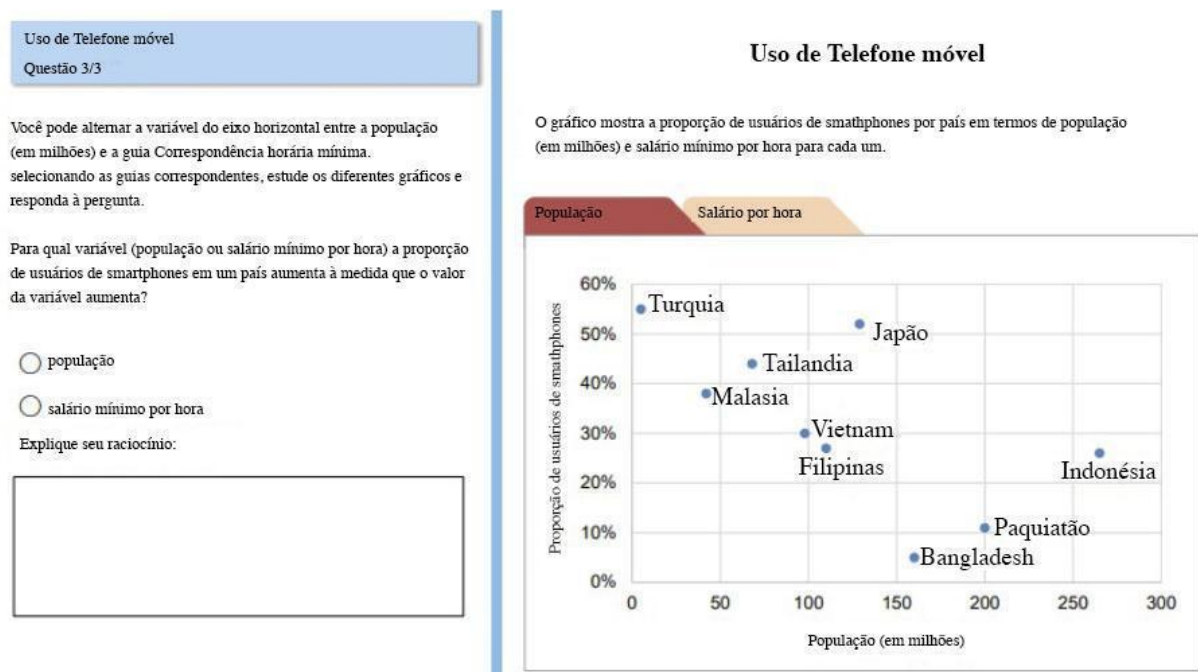 Uso de Telefone móvel
Questão 3/3
Você pode alternar a variável do eixo horizontal entre a população
(em milhões) e a guia Correspondência horária mínima.
selecionando as guias correspondentes, estude os diferentes gráficos e
responda à pergunta.
Para qual variável (população ou salário mínimo por hora) a proporção
de usuários de smartphones em um país aumenta à medida que o valor
da variável aumenta?
população
salário mínimo por hora
Explique seu raciocínio:
Uso de Telefone móvel
O gráfico mostra a proporção de usuários de smathphones por país em termos de população
(em milhões) e salário mínimo por hora para cada um.
População
Salário por hora
Proporção de usuários de smathphones
60%
50%
40%
30%
20%
10%
0%
Turquia
Japão
Tailandia
Malasia
Vietnam
Filipinas
Indonésia
Paquiatão
Bangladesh
0 50 100 150 200 250 300
População (em milhões)